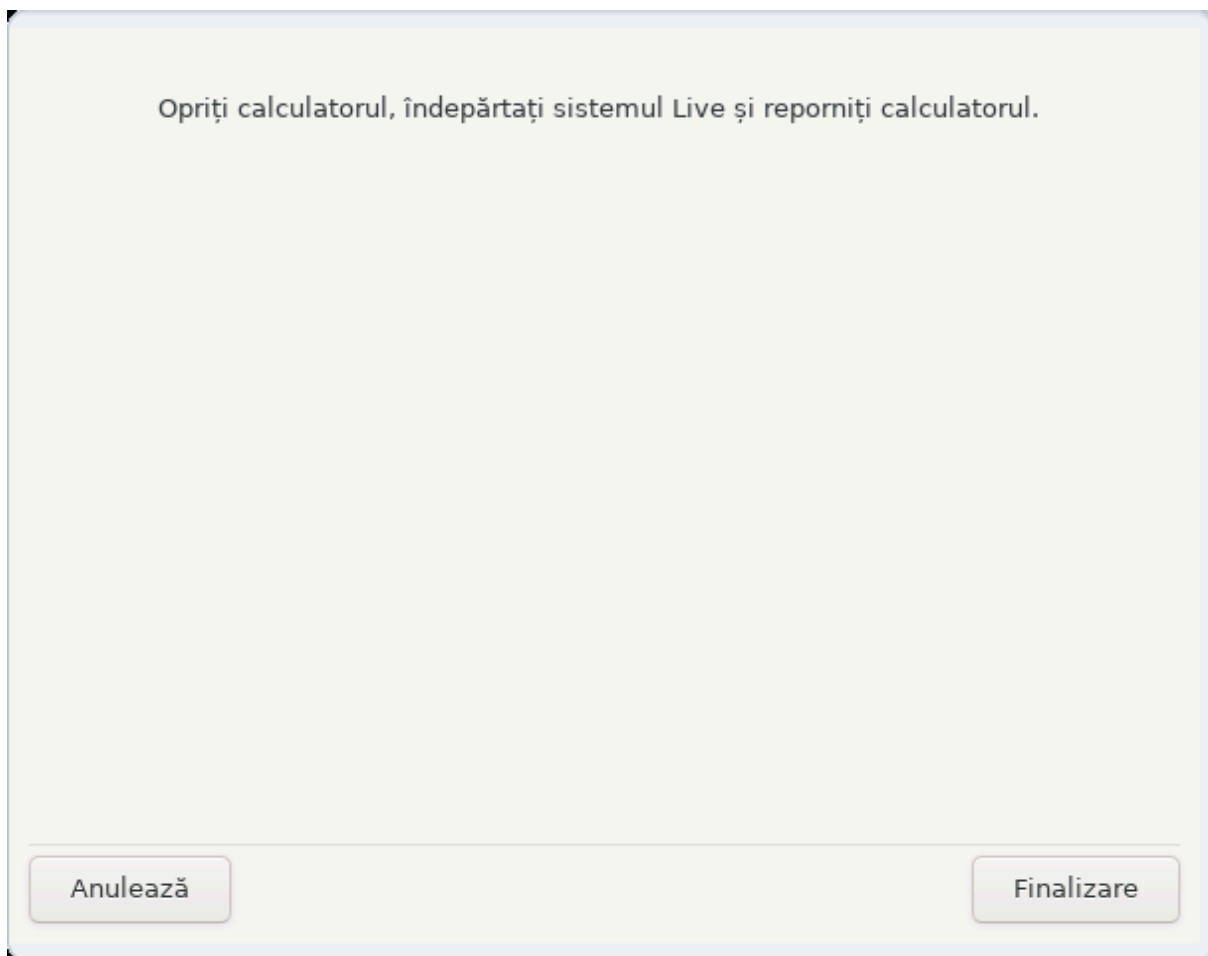 Opriți calculatorul, îndepărtați sistemul Live și reporniți calculatorul.
Anulează
Finalizare